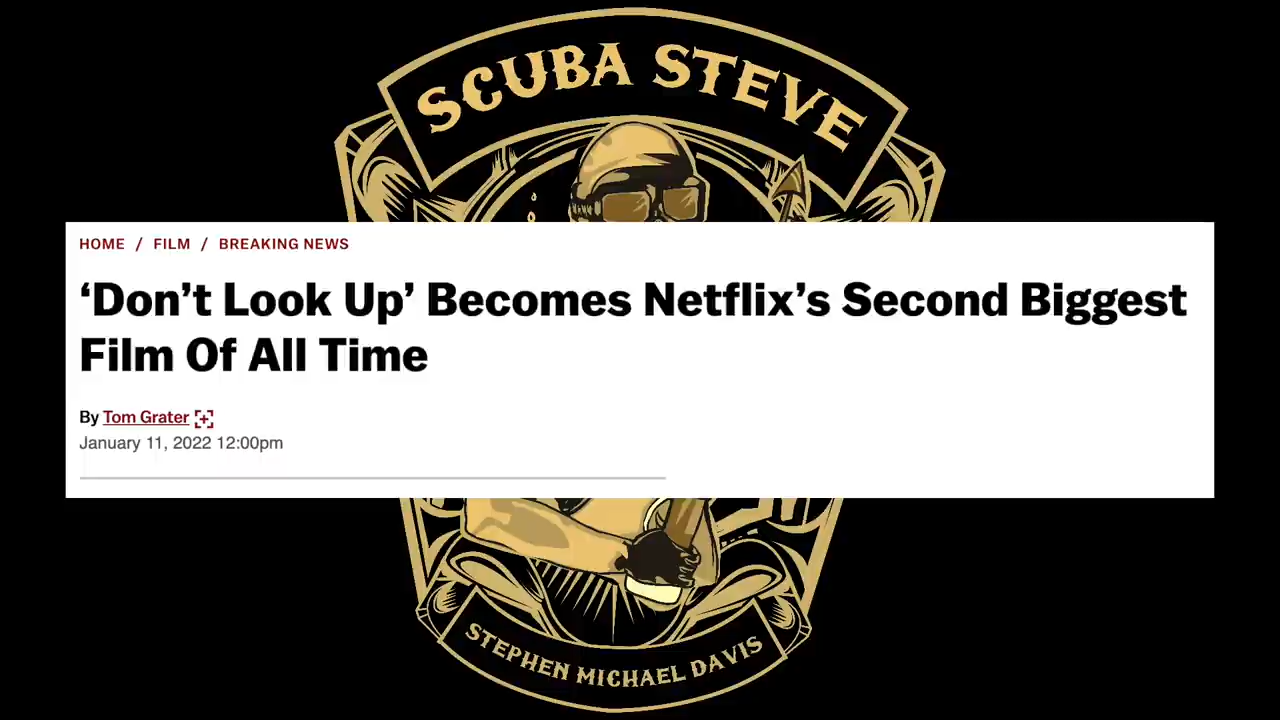 SCUBA STEVE
HOME / FILM / BREAKING NEWS
‘Don’t Look Up’ Becomes Netflix’s Second Biggest
Film Of All Time
By Tom Grater
January 11, 2022 12:00pm
STEPHEN MICHAEL DAVIS